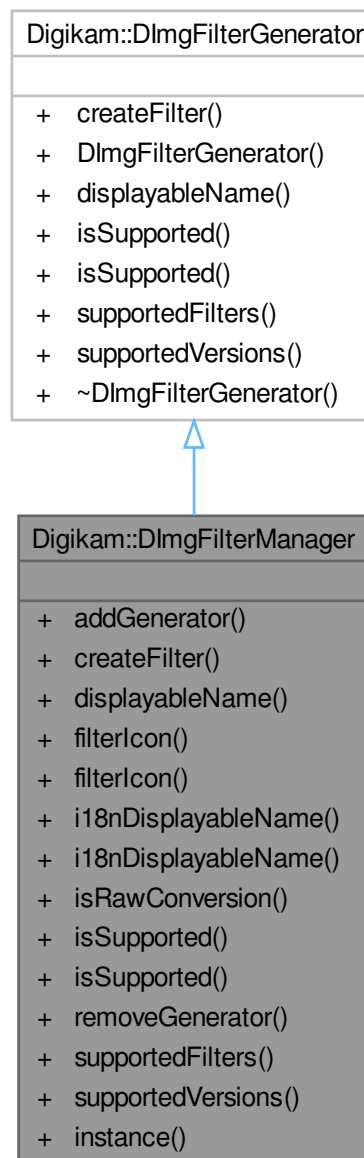 Digikam::DImgFilterGenerator
+ createFilter()
+ DImgFilterGenerator()
+ displayableName()
+ isSupported()
+ isSupported()
+ supportedFilters()
+ supportedVersions()
+ ~DImgFilterGenerator()
Digikam::DImgFilterManager
+ addGenerator()
+ createFilter()
+ displayableName()
+ filterIcon()
+ filterIcon()
+ i18nDisplayableName()
+ i18nDisplayableName()
+ isRawConversion()
+ isSupported()
+ isSupported()
+ removeGenerator()
+ supportedFilters()
+ supportedVersions()
+ instance()